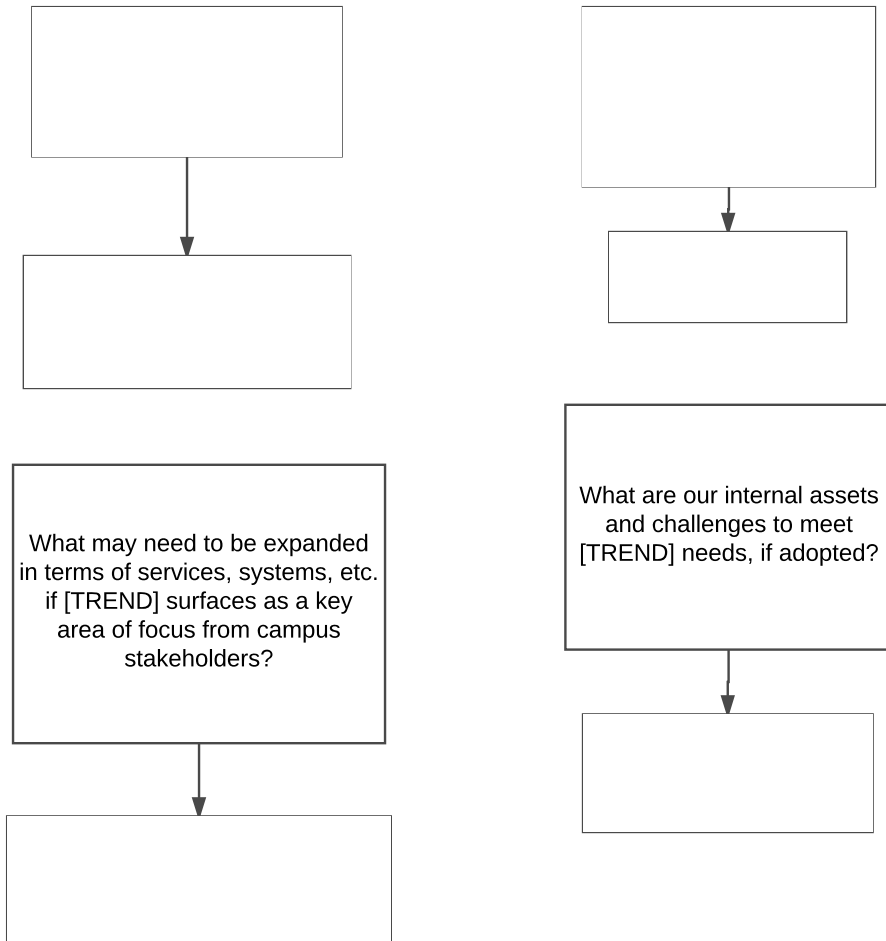 What may need to be expanded
in terms of services, systems, etc.
if [TREND] surfaces as a key
area of focus from campus
stakeholders?
What are our internal assets
and challenges to meet
[TREND] needs, if adopted?